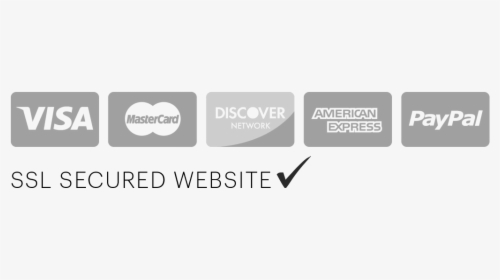 VISA MasterCard DISCOVER AMERICAN PayPal
NETWORK EXPRESS
SSL SECURED WEBSITE